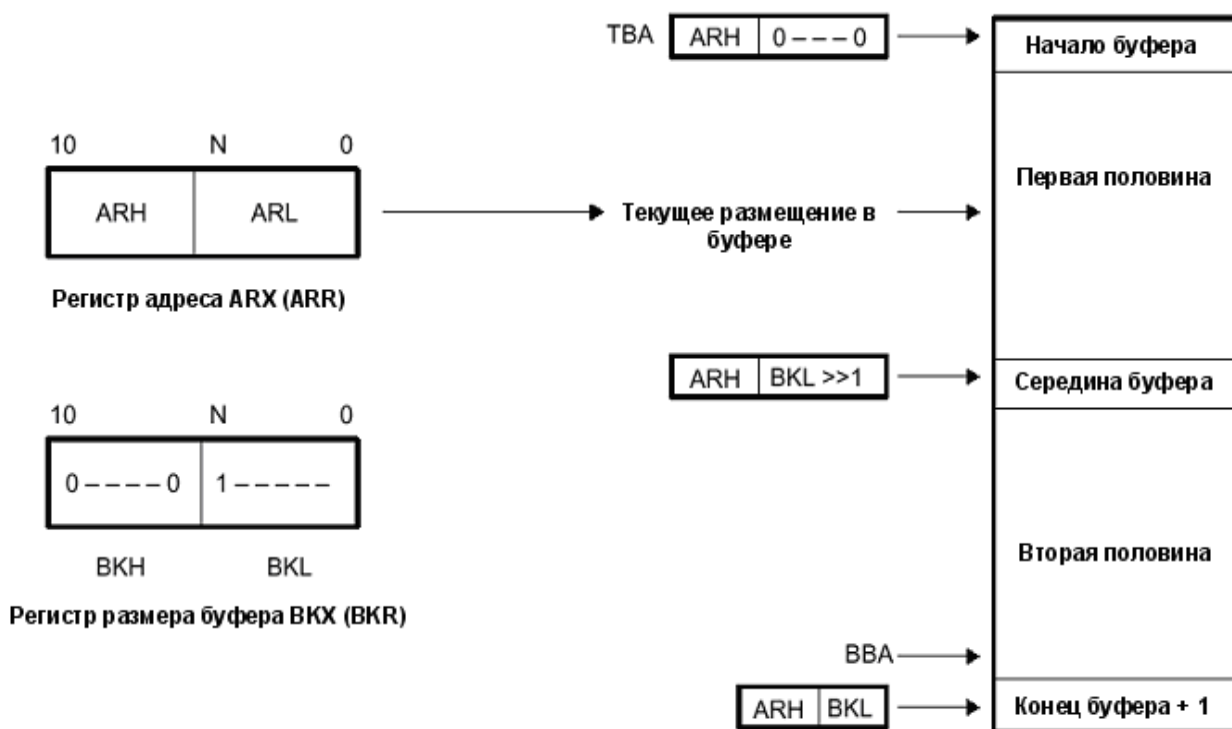 TBA ARH 0 – – – 0 Начало буфера
10 N 0
ARH ARL
Регистр адреса ARX (ARR)
Текущее размещение в
буфере
Первая половина
ARH BKL >>1 Середина буфера
10 N 0
0 – – – – 0 1 – – – – –
BKH BKL
Регистр размера буфера BKX (BKR)
Вторая половина
BBA
ARH BKL Конец буфера + 1